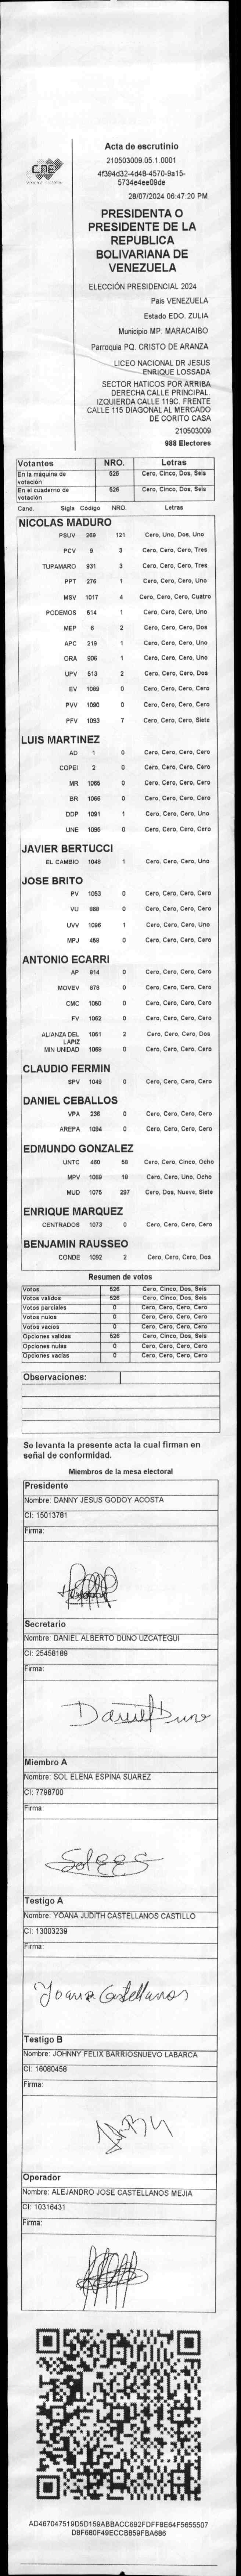 CNE
Acta de escrutinio
210503009.05.1.0001
4f394d32-4d48-4570-9a15-
5734e4ee09de
28/07/2024 06:47:20 PM
PRESIDENTA O
PRESIDENTE DE LA
REPUBLICA
BOLIVARIANA DE
VENEZUELA
ELECCIÓN PRESIDENCIAL 2024
Pais VENEZUELA
Estado EDO. ZULIA
Municipio MP. MARACAIBO
Parroquia PQ. CRISTO DE ARANZA
LICEO NACIONAL DR JESUS
ENRIQUE LOSSADA
SECTOR HATICOS POR ARRIBA
DERECHA CALLE PRINCIPAL.
IZQUIERDA CALLE 119C. FRENTE
CALLE 115 DIAGONAL AL MERCADO
DE CORITO CASA
210503009
988 Electores
Votantes NRO. Letras
En la máquina de votación 526 Cero, Cinco, Dos, Seis
En el cuaderno de votación 526 Cero, Cinco, Dos, Seis
Cand. Sigla Código NRO. Letras
NICOLAS MADURO
PSUV 269 121 Cero, Uno, Dos, Uno
PCV 9 3 Cero, Cero, Cero, Tres
TUPAMARO 931 3 Cero, Cero, Cero, Tres
PPT 276 1 Cero, Cero, Cero, Uno
MSV 1017 4 Cero, Cero, Cero, Cuatro
PODEMOS 514 1 Cero, Cero, Cero, Uno
MEP 6 2 Cero, Cero, Cero, Dos
APC 219 1 Cero, Cero, Cero, Uno
ORA 906 1 Cero, Cero, Cero, Uno
UPV 513 2 Cero, Cero, Cero, Dos
EV 1089 0 Cero, Cero, Cero, Cero
PVV 1090 0 Cero, Cero, Cero, Cero
PFV 1093 7 Cero, Cero, Cero, Siete
LUIS MARTINEZ
AD 1 0 Cero, Cero, Cero, Cero
COPEI 2 0 Cero, Cero, Cero, Cero
MR 1065 0 Cero, Cero, Cero, Cero
BR 1066 0 Cero, Cero, Cero, Cero
DDP 1091 1 Cero, Cero, Cero, Uno
UNE 1095 0 Cero, Cero, Cero, Cero
JAVIER BERTUCCI
EL CAMBIO 1048 1 Cero, Cero, Cero, Uno
JOSE BRITO
PV 1053 0 Cero, Cero, Cero, Cero
VU 968 0 Cero, Cero, Cero, Cero
UVV 1096 1 Cero, Cero, Cero, Uno
MPJ 459 0 Cero, Cero, Cero, Cero
ANTONIO ECARRI
AP 914 0 Cero, Cero, Cero, Cero
MOVEV 878 0 Cero, Cero, Cero, Cero
CMC 1050 0 Cero, Cero, Cero, Cero
FV 1062 0 Cero, Cero, Cero, Cero
ALIANZA DEL LAPIZ 1051 2 Cero, Cero, Cero, Dos
MIN UNIDAD 1068 0 Cero, Cero, Cero, Cero
CLAUDIO FERMIN
SPV 1049 0 Cero, Cero, Cero, Cero
DANIEL CEBALLOS
VPA 236 0 Cero, Cero, Cero, Cero
AREPA 1094 0 Cero, Cero, Cero, Cero
EDMUNDO GONZALEZ
UNTC 460 58 Cero, Cero, Cinco, Ocho
MPV 1069 18 Cero, Cero, Uno, Ocho
MUD 1075 297 Cero, Dos, Nueve, Siete
ENRIQUE MARQUEZ
CENTRADOS 1073 0 Cero, Cero, Cero, Cero
BENJAMIN RAUSSEO
CONDE 1092 2 Cero, Cero, Cero, Dos
Resumen de votos
Votos 526 Cero, Cinco, Dos, Seis
Votos validos 526 Cero, Cinco, Dos, Seis
Votos parciales 0 Cero, Cero, Cero, Cero
Votos nulos 0 Cero, Cero, Cero, Cero
Votos vacios 0 Cero, Cero, Cero, Cero
Opciones validas 526 Cero, Cinco, Dos, Seis
Opciones nulas 0 Cero, Cero, Cero, Cero
Opciones vacias 0 Cero, Cero, Cero, Cero
Observaciones:
Se levanta la presente acta la cual firman en
señal de conformidad.
Miembros de la mesa electoral
Presidente
Nombre: DANNY JESUS GODOY ACOSTA
CI: 15013781
Firma:
Secretario
Nombre: DANIEL ALBERTO DUNO UZCATEGUI
CI: 25458189
Firma:
Daniel Duno
Miembro A
Nombre: SOL ELENA ESPINA SUAREZ
CI: 7798700
Firma:
Testigo A
Nombre: YOANA JUDITH CASTELLANOS CASTILLO
CI: 13003239
Firma:
Yoana Castellanos
Testigo B
Nombre: JOHNNY FELIX BARRIOSNUEVO LABARCA
CI: 16080458
Firma:
Operador
Nombre: ALEJANDRO JOSE CASTELLANOS MEJIA
CI: 10316431
Firma:
AD467047519D5D159ABBACC692FDFF8E64F5655507
D8F680F49ECCB859FBA686